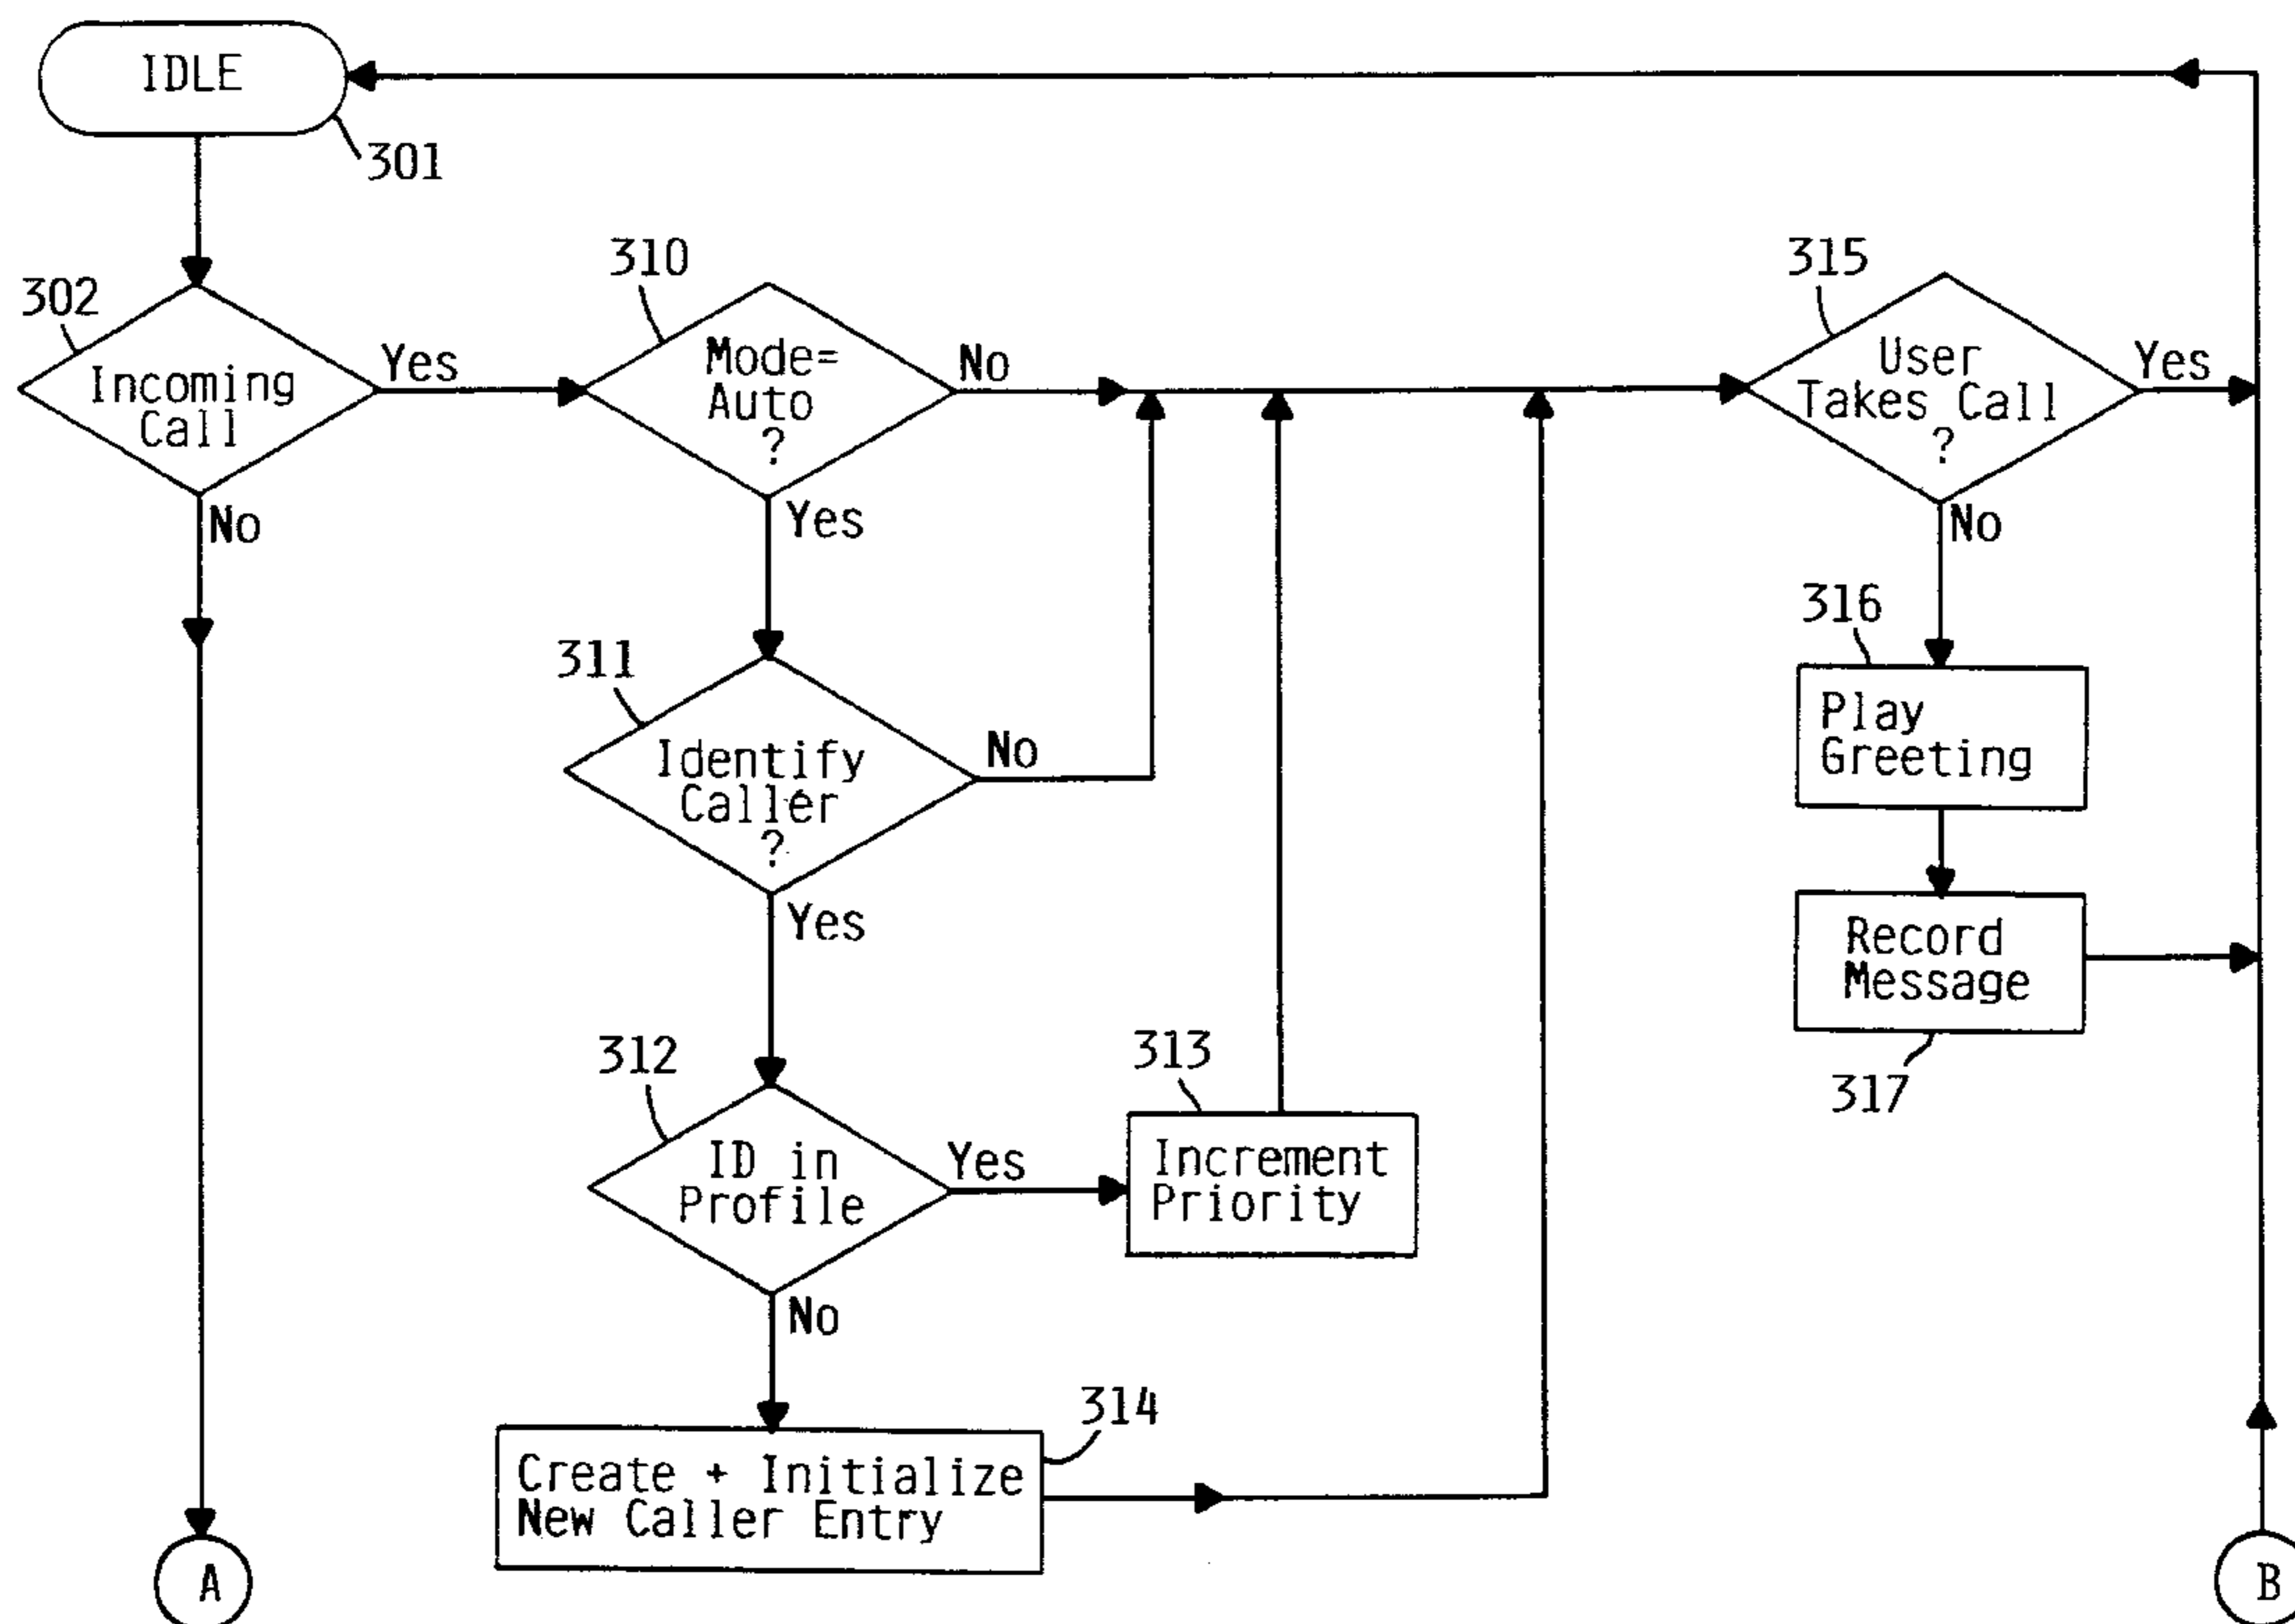 IDLE
301
302
Incoming
Call
Yes
No
310
Mode=
Auto
?
No
Yes
311
Identify
Caller
?
No
Yes
312
ID in
Profile
Yes
No
313
Increment
Priority
314
Create + Initialize
New Caller Entry
315
User
Takes Call
?
Yes
No
316
Play
Greeting
Record
Message
317
A
B